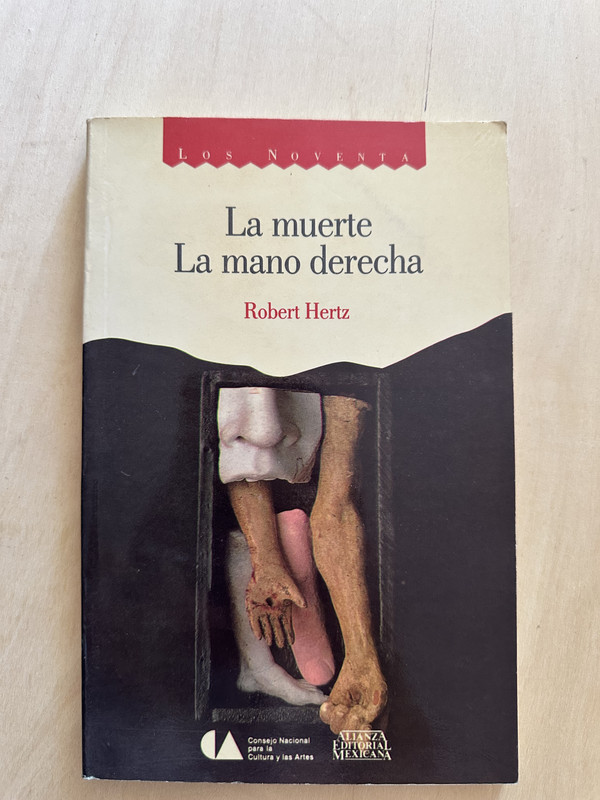 LOS NOVENTA
La muerte
La mano derecha
Robert Hertz
CA
Consejo Nacional
para la
Cultura y las Artes
ALIANZA
EDITORIAL
MEXICANA